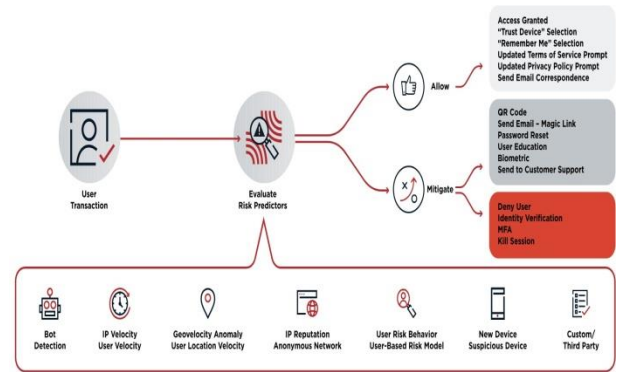 Access Granted
“Trust Device” Selection
“Remember Me” Selection
Updated Terms of Service Prompt
Updated Privacy Policy Prompt
Send Email Correspondence
Allow
QR Code
Send Email – Magic Link
Password Reset
User Education
Biometric
Send to Customer Support
User
Transaction
Evaluate
Risk Predictors
Mitigate
Deny User
Identity Verification
MFA
Kill Session
Bot
Detection
IP Velocity
User Velocity
Geovelocity Anomaly
User Location Velocity
IP Reputation
Anonymous Network
User Risk Behavior
User-Based Risk Model
New Device
Suspicious Device
Custom/
Third Party